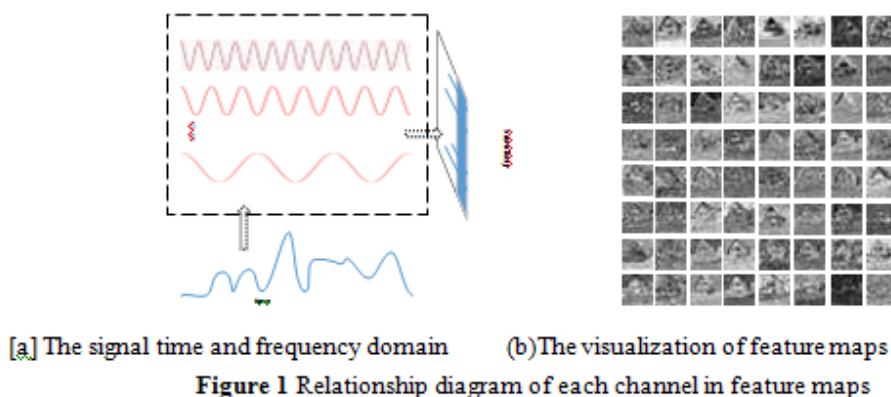 [a] The signal time and frequency domain (b)The visualization of feature maps
Figure 1 Relationship diagram of each channel in feature maps